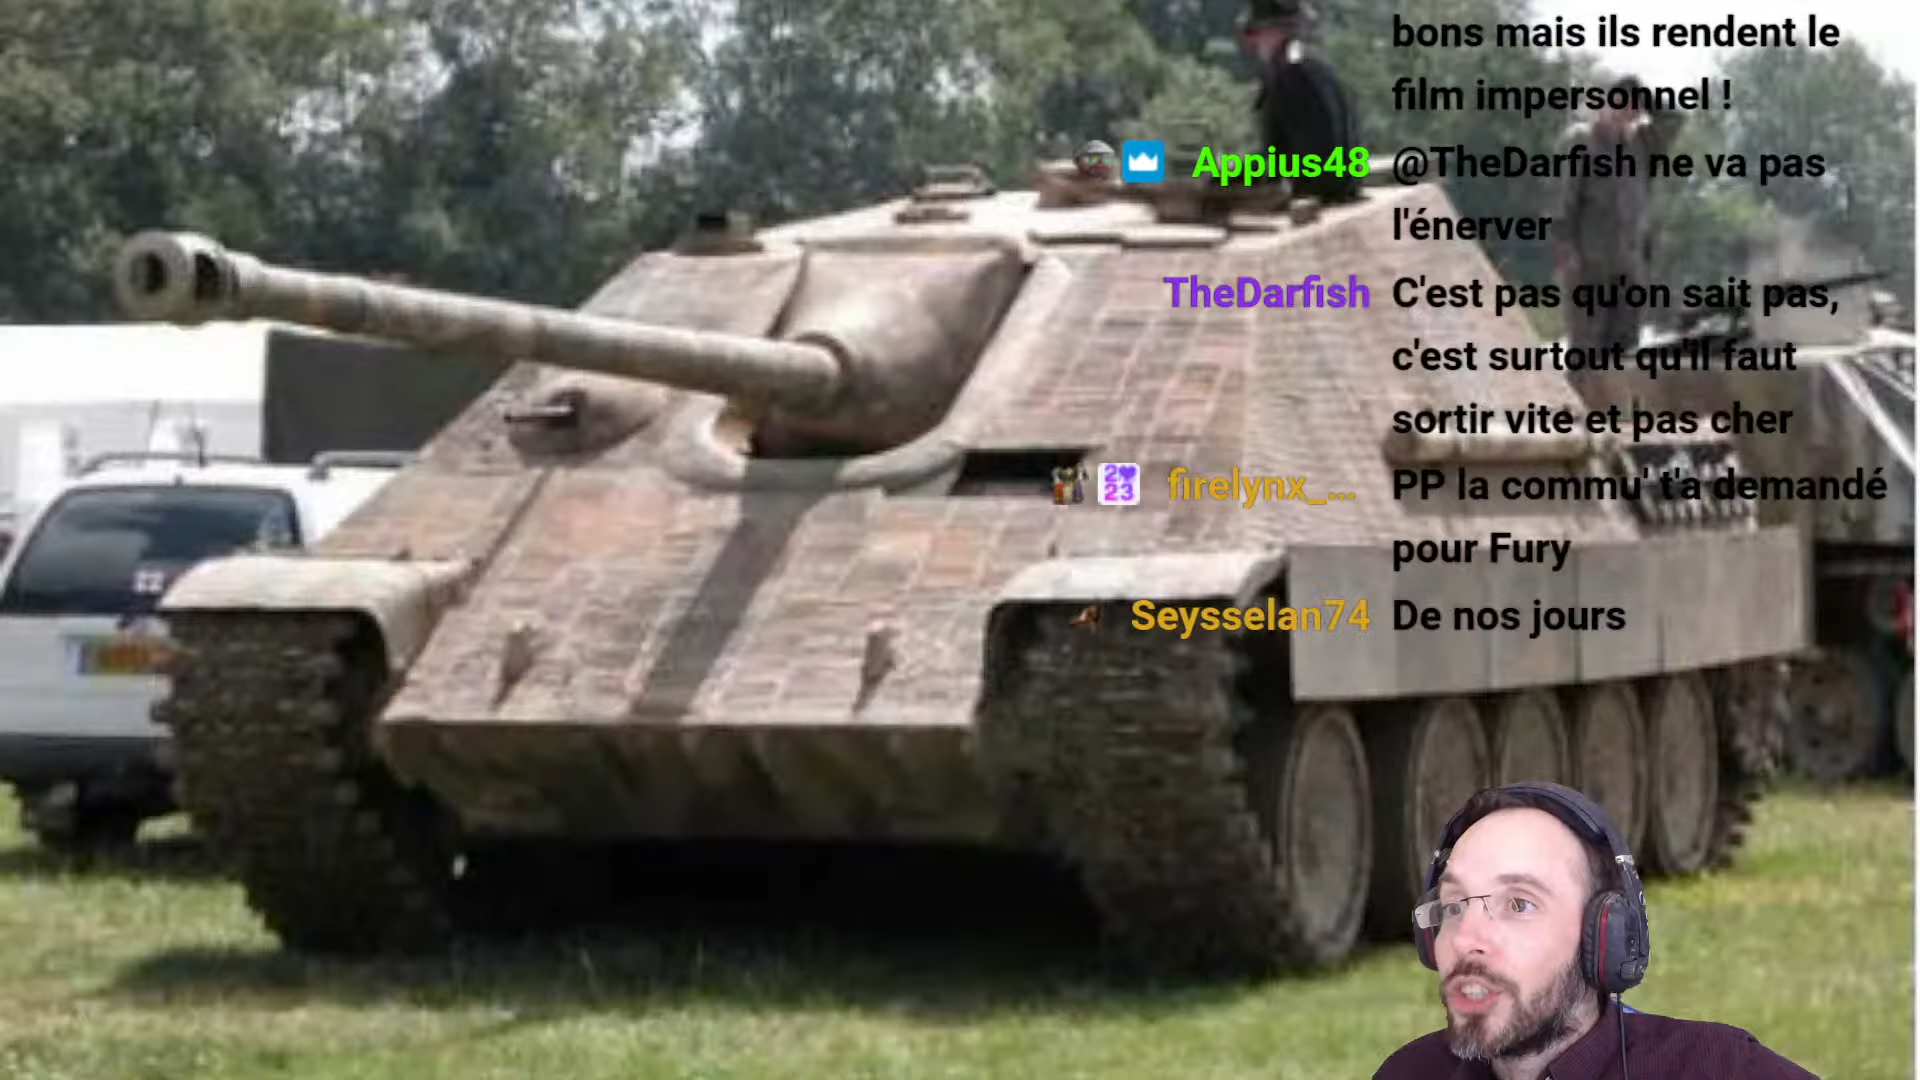 bons mais ils rendent le
film impersonnel !
Appius48 @TheDarfish ne va pas
l'énerver
TheDarfish C'est pas qu'on sait pas,
c'est surtout qu'il faut
sortir vite et pas cher
2023 firelynx_... PP la commu' t'a demandé
pour Fury
Seysselan74 De nos jours